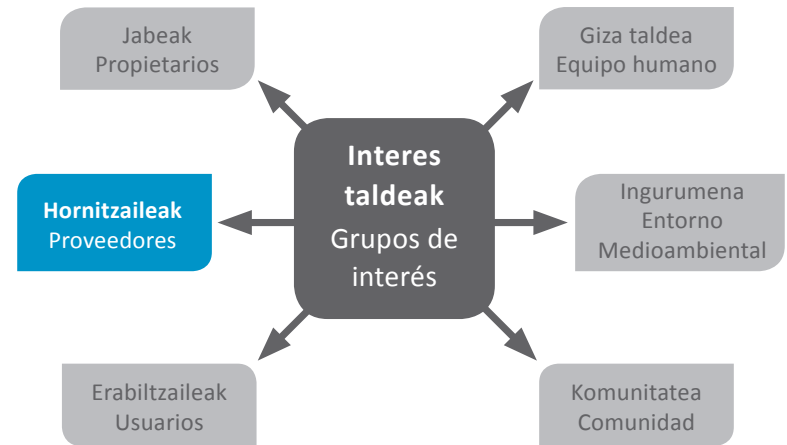 Jabeak
Propietarios
Giza taldea
Equipo humano
Interes
taldeak
Grupos de
interés
Hornitzaileak
Proveedores
Ingurumena
Entorno
Medioambiental
Erabiltzaileak
Usuarios
Komunitatea
Comunidad